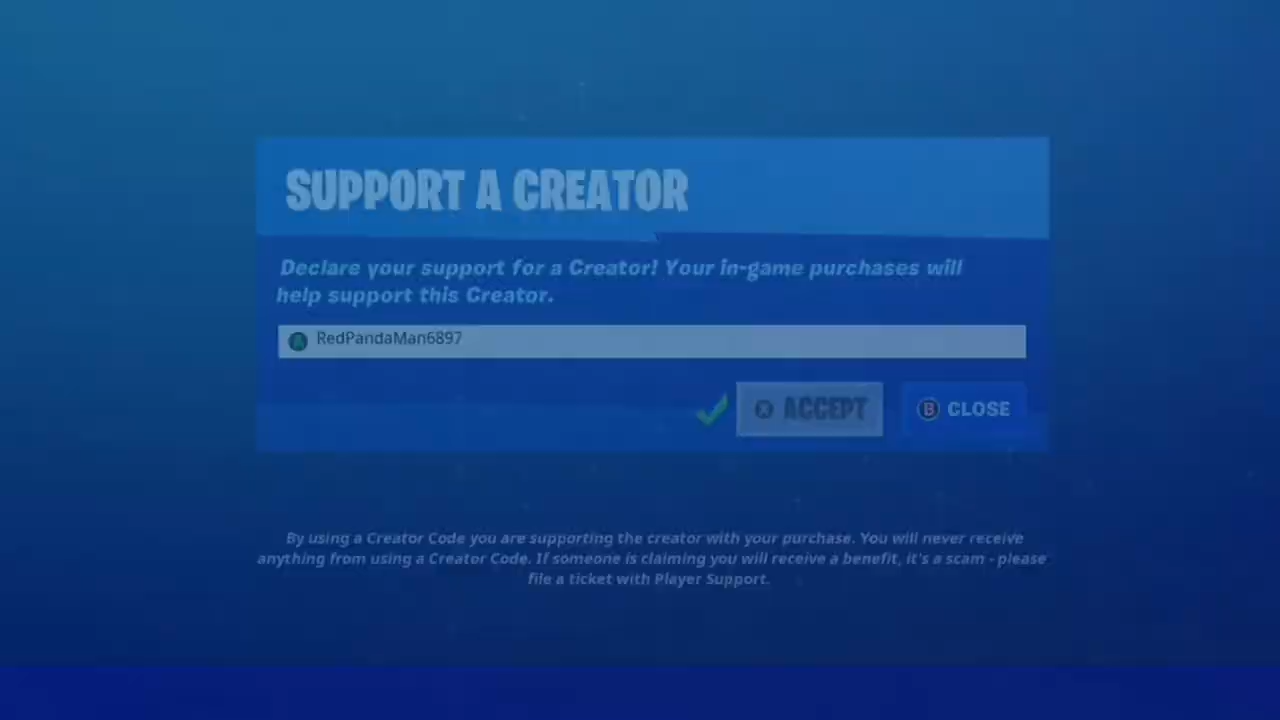 SUPPORT A CREATOR
Declare your support for a Creator! Your in-game purchases will
help support this Creator.
A RedPandaMan6897
X ACCEPT
B CLOSE
By using a Creator Code you are supporting the creator with your purchase. You will never receive
anything from using a Creator Code. If someone is claiming you will receive a benefit, it's a scam - please
file a ticket with Player Support.